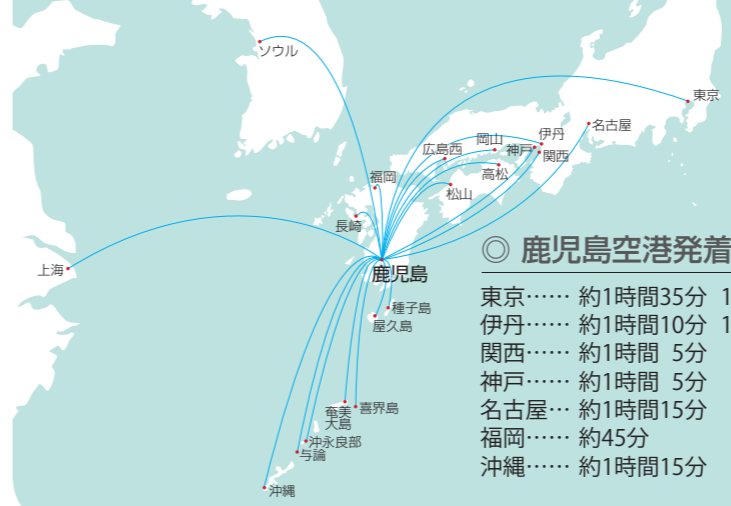 ソウル
東京
名古屋
伊丹
岡山
神戸
広島西
関西
高松
福岡
松山
長崎
上海
鹿児島
種子島
屋久島
奄美
大島
喜界島
沖永良部
与論
沖縄
◎ 鹿児島空港発着
東京…… 約1時間35分 1
伊丹…… 約1時間10分 1
関西…… 約1時間 5分
神戸…… 約1時間 5分
名古屋… 約1時間15分
福岡…… 約45分
沖縄…… 約1時間15分